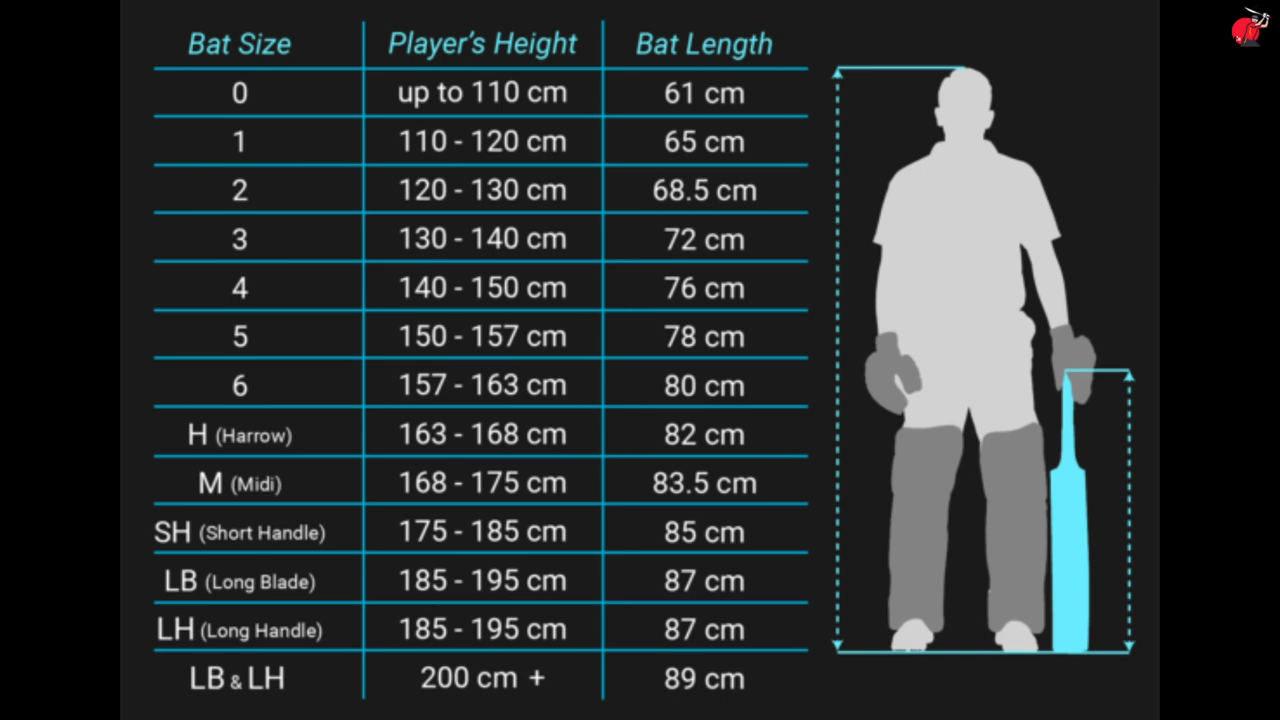 Bat Size Player's Height Bat Length
0 up to 110 cm 61 cm
1 110 - 120 cm 65 cm
2 120 - 130 cm 68.5 cm
3 130 - 140 cm 72 cm
4 140 - 150 cm 76 cm
5 150 - 157 cm 78 cm
6 157 - 163 cm 80 cm
H (Harrow) 163 - 168 cm 82 cm
M (Midi) 168 - 175 cm 83.5 cm
SH (Short Handle) 175 - 185 cm 85 cm
LB (Long Blade) 185 - 195 cm 87 cm
LH (Long Handle) 185 - 195 cm 87 cm
LB & LH 200 cm + 89 cm